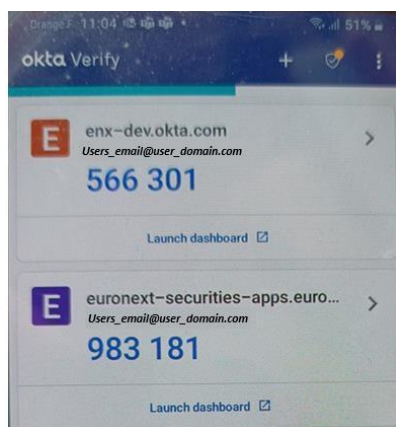 Orange F 11:04
51%
okta Verify
E
enx-dev.okta.com
Users_email@user_domain.com
566 301
Launch dashboard
E
euronext-securities-apps.euro...
Users_email@user_domain.com
983 181
Launch dashboard